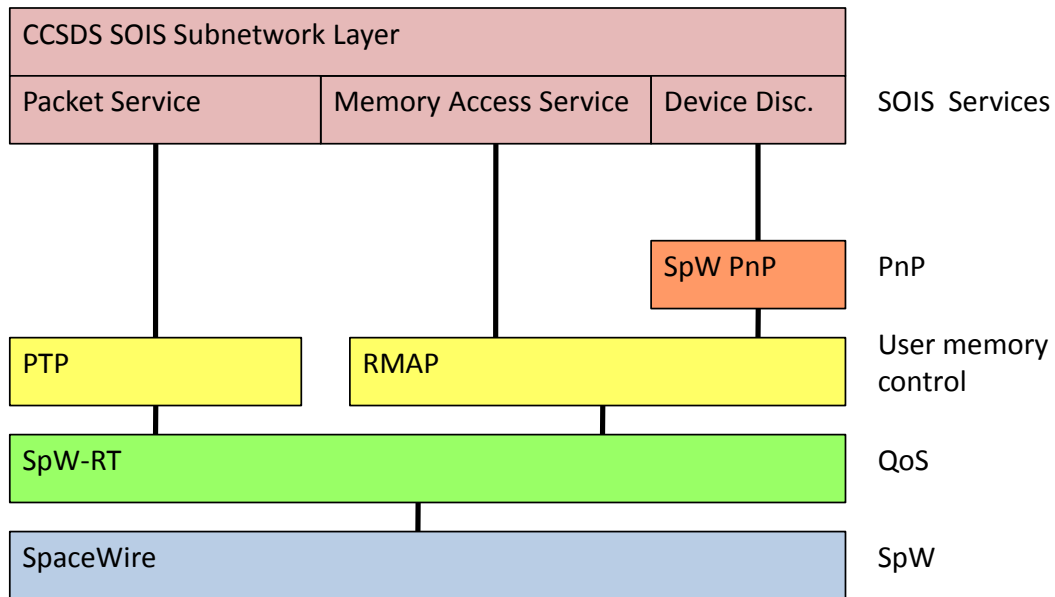 CCSDS SOIS Subnetwork Layer
Packet Service
Memory Access Service
Device Disc.
SOIS Services
SpW PnP
PnP
PTP
RMAP
User memory
control
SpW-RT
QoS
SpaceWire
SpW